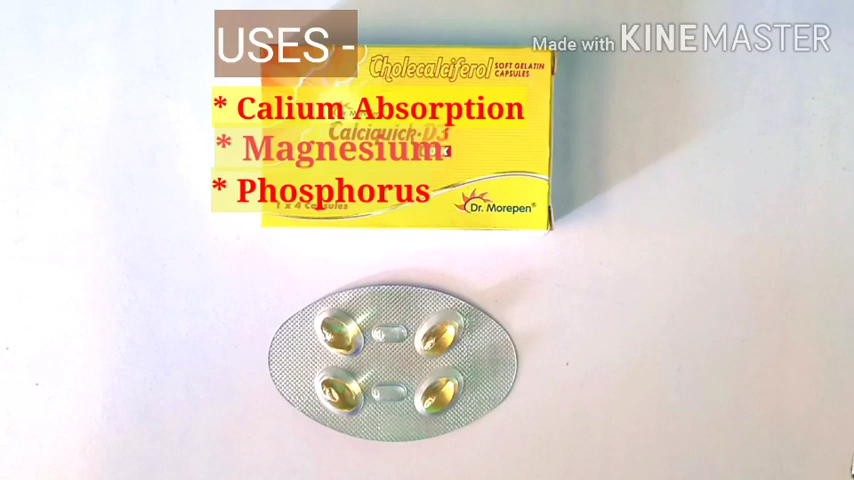 USES -
Made with KINEMASTER
Cholecalciferol SOFT GELATIN
CAPSULES
* Calium Absorption
Calciquick-D3
* Magnesium
* Phosphorus
1 x 4 Capsules
Dr. Morepen®